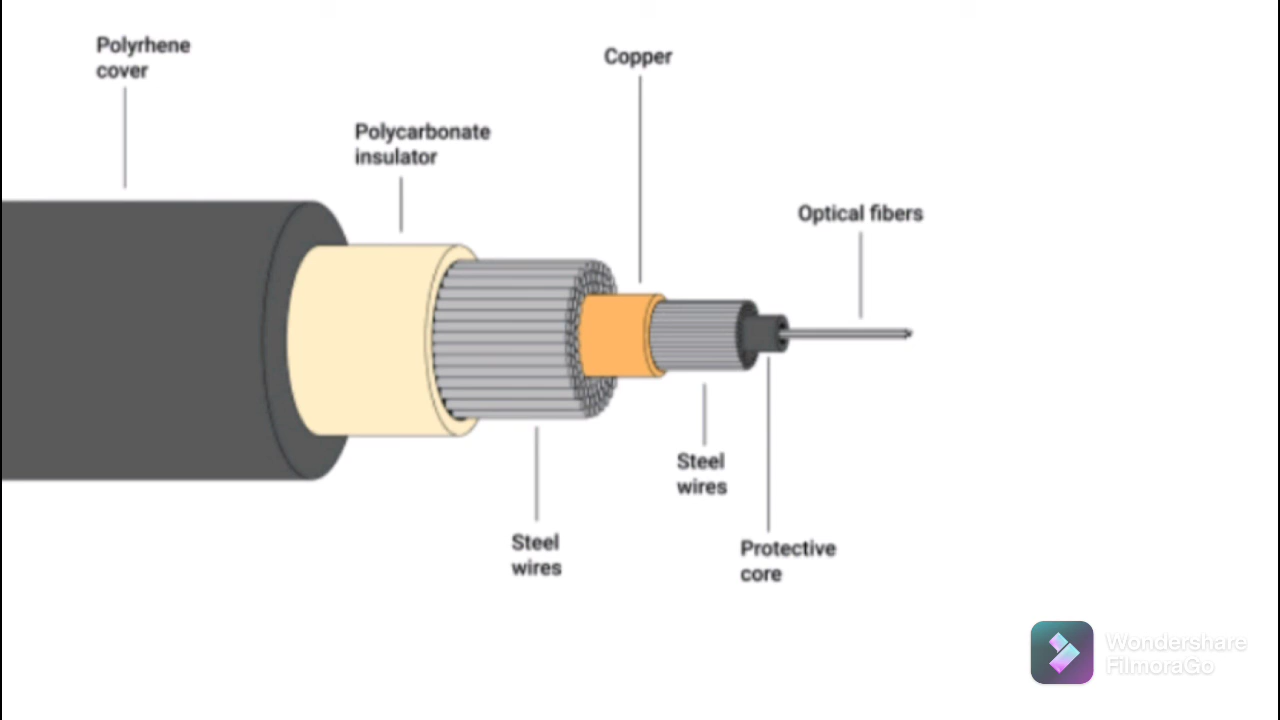 Polyrhene
cover
Copper
Polycarbonate
insulator
Optical fibers
Steel
wires
Steel
wires
Protective
core
Wondershare
FilmoraGo